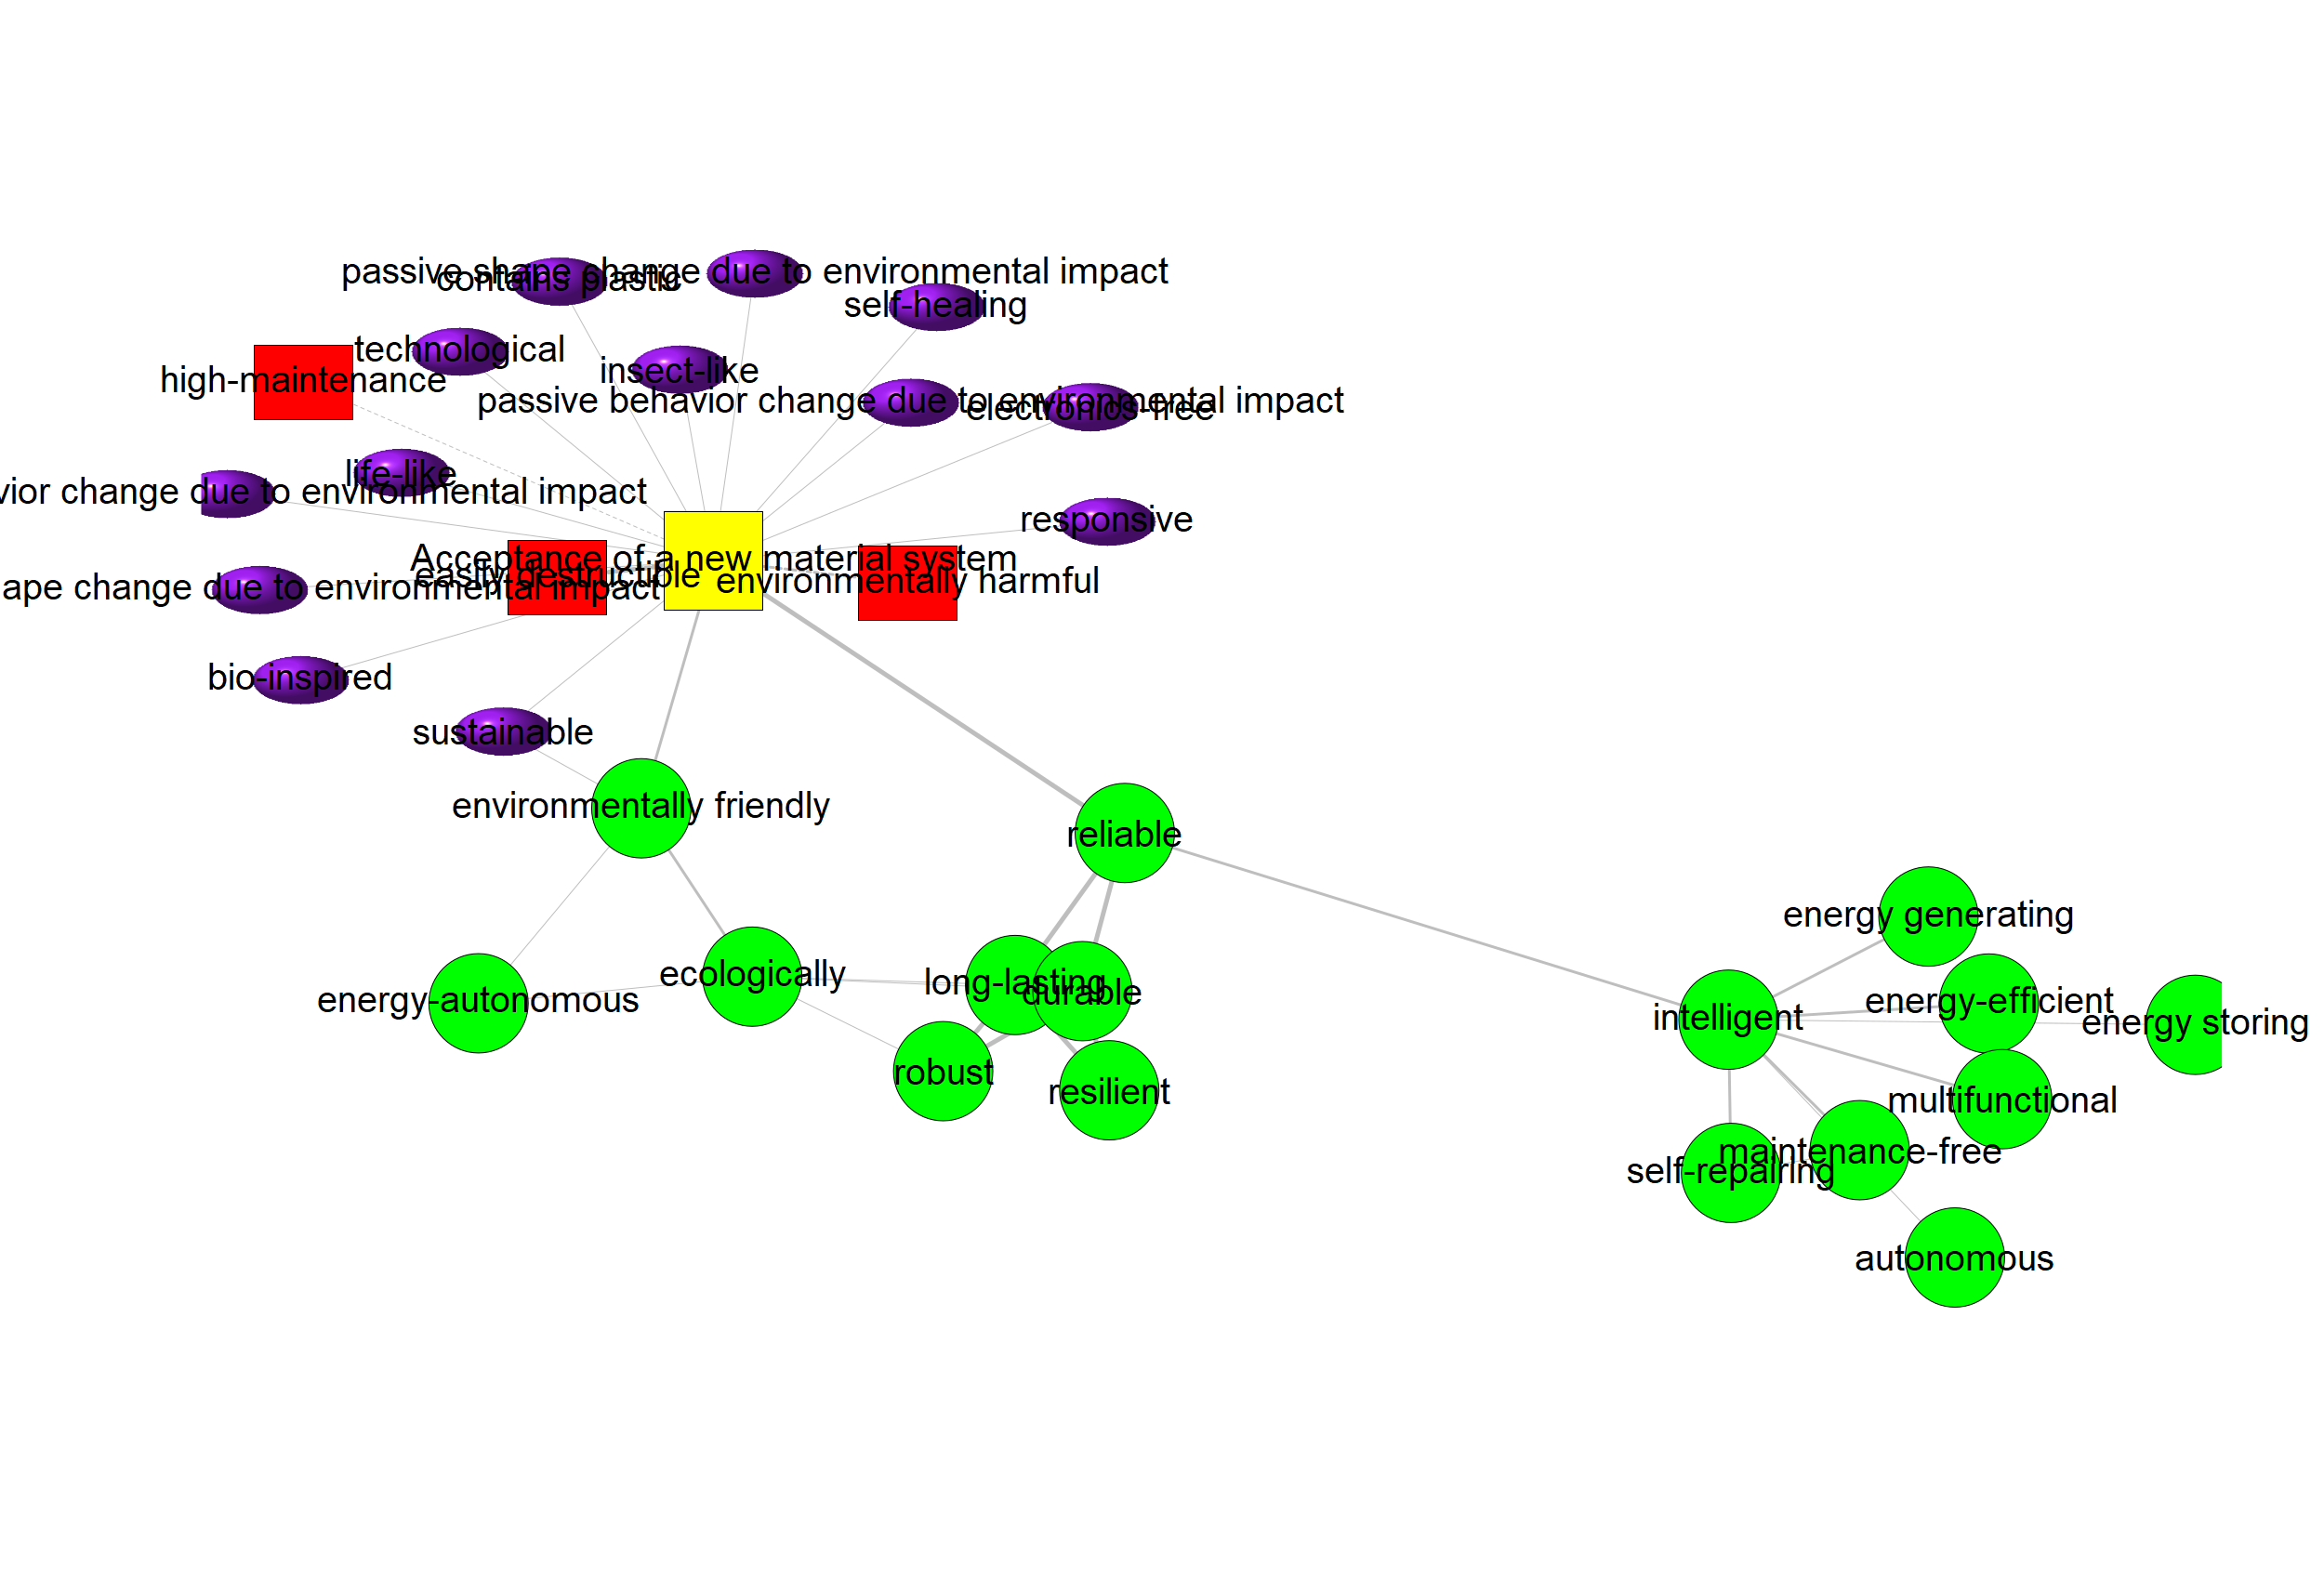 passive shape change due to environmental impact
contains plastic
self-healing
technological
insect-like
high-maintenance
passive behavior change due to environmental impact
electronics-free
life-like
vior change due to environmental impact
responsive
Acceptance of a new material system
easily destructible
environmentally harmful
ape change due to environmental impact
bio-inspired
sustainable
environmentally friendly
reliable
energy generating
ecologically
long-lasting
durable
energy-autonomous
energy-efficient
intelligent
energy storing
robust
resilient
multifunctional
maintenance-free
self-repairing
autonomous